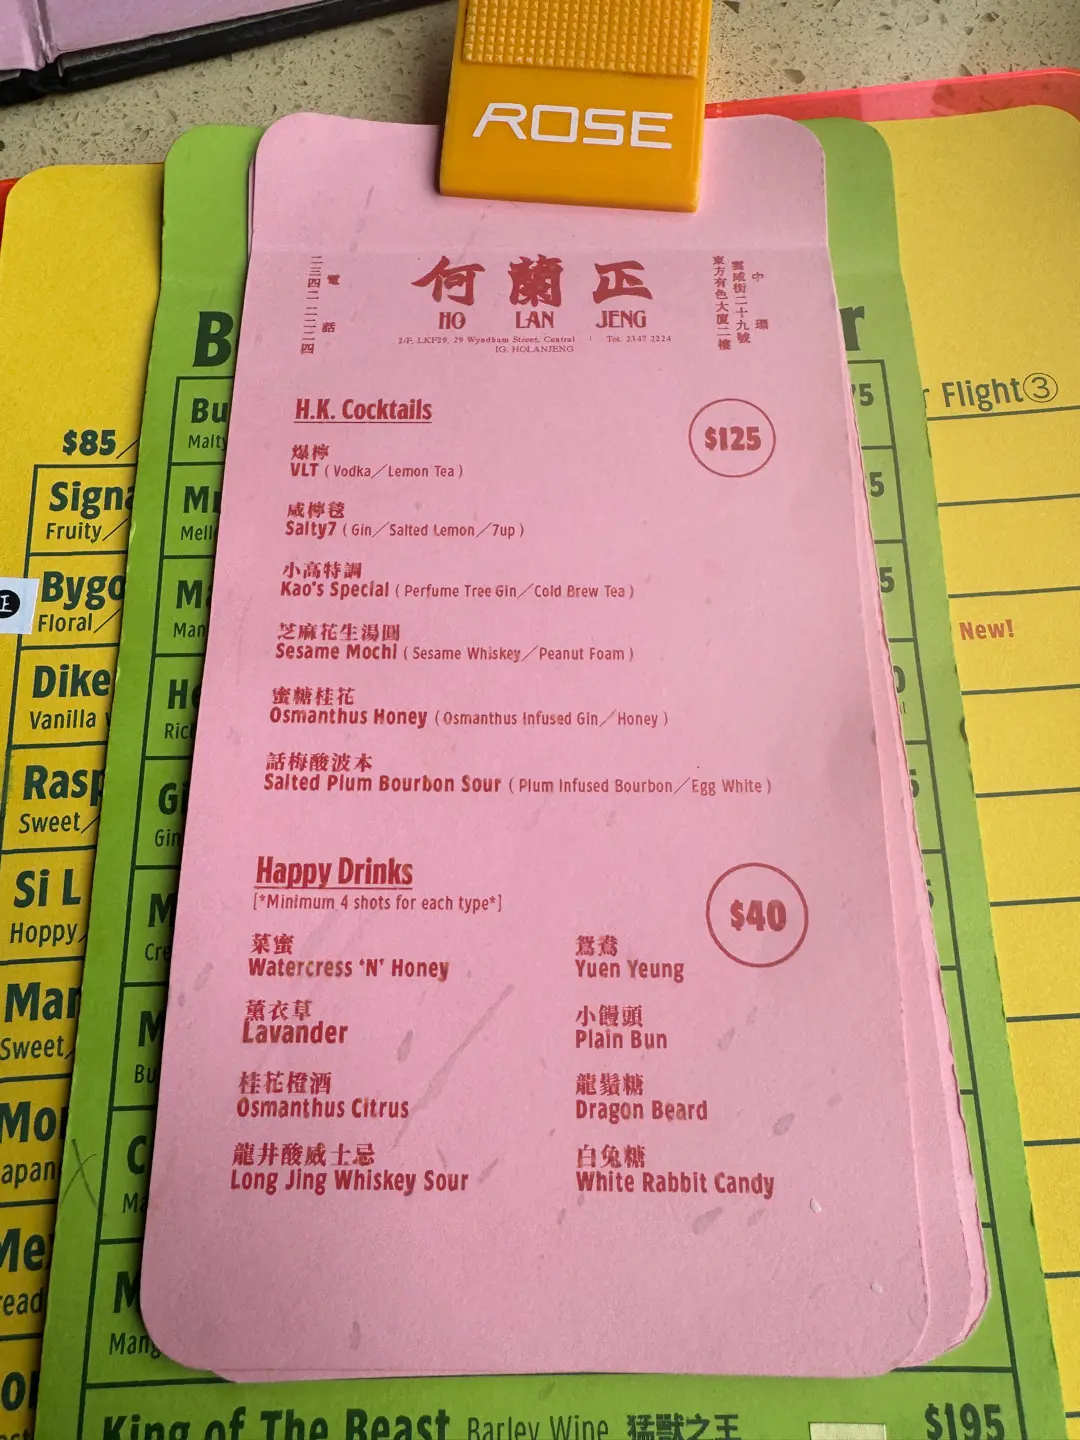 ROSE
何蘭正
HO LAN JENG
2/F, LKF29, 29 Wyndham Street, Central | Tel. 2347 2224
IG. HOLANJENG
電話
二三四二二二二四
中環
雲咸街二十九號
東方有色大廈二樓
H.K. Cocktails
$125
爆檸
VLT ( Vodka／Lemon Tea )
咸檸毯
Salty7 ( Gin／Salted Lemon／7up )
小高特調
Kao's Special ( Perfume Tree Gin／Cold Brew Tea )
芝麻花生湯圓
Sesame Mochi ( Sesame Whiskey／Peanut Foam )
蜜糖桂花
Osmanthus Honey ( Osmanthus Infused Gin／Honey )
話梅酸波本
Salted Plum Bourbon Sour ( Plum Infused Bourbon／Egg White )
Happy Drinks
[*Minimum 4 shots for each type*]
$40
菜蜜
Watercress 'N' Honey
薰衣草
Lavander
桂花橙酒
Osmanthus Citrus
龍井酸威士忌
Long Jing Whiskey Sour
鴛鴦
Yuen Yeung
小饅頭
Plain Bun
龍鬚糖
Dragon Beard
白兔糖
White Rabbit Candy
$85／
Fruity／
Floral／
Dike
Vanilla
Sweet／
Si L
Hoppy／
Sweet／
Flight③
New!
King of The Beast Barley Wine 猛獸之王
$195